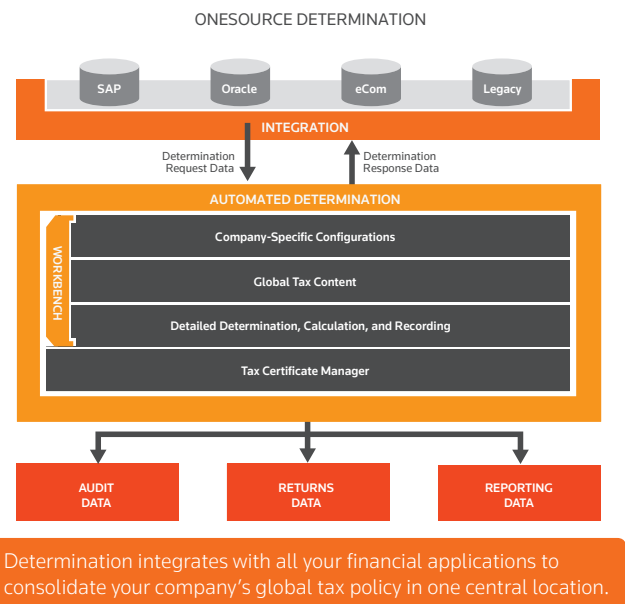 ONESOURCE DETERMINATION
SAP
Oracle
eCom
Legacy
INTEGRATION
Determination
Request Data
Determination
Response Data
AUTOMATED DETERMINATION
WORKBENCH
Company-Specific Configurations
Global Tax Content
Detailed Determination, Calculation, and Recording
Tax Certificate Manager
AUDIT
DATA
RETURNS
DATA
REPORTING
DATA
Determination integrates with all your financial applications to
consolidate your company’s global tax policy in one central location.